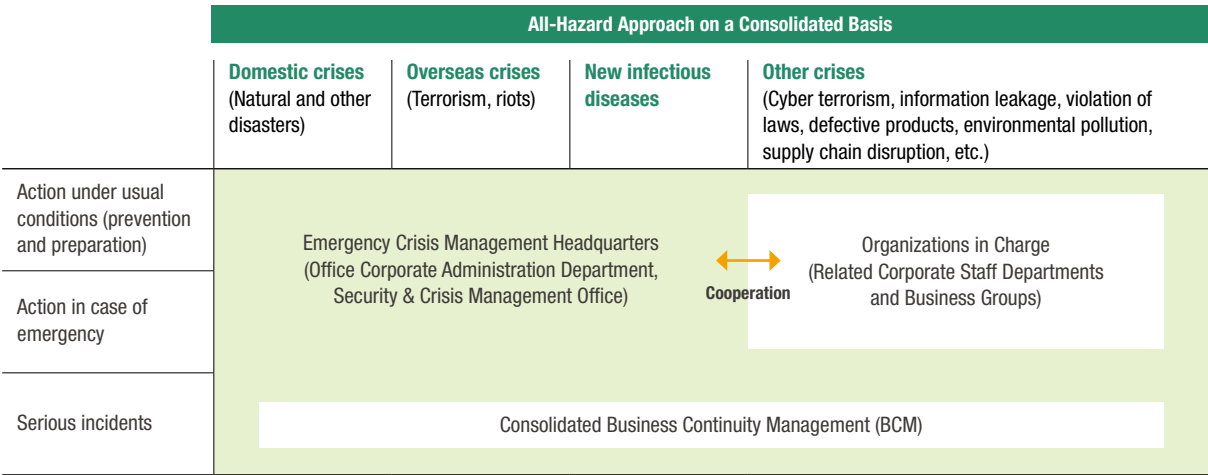 All-Hazard Approach on a Consolidated Basis
Domestic crises
(Natural and other
disasters)
Overseas crises
(Terrorism, riots)
New infectious
diseases
Other crises
(Cyber terrorism, information leakage, violation of
laws, defective products, environmental pollution,
supply chain disruption, etc.)
Action under usual
conditions (prevention
and preparation)
Emergency Crisis Management Headquarters
(Office Corporate Administration Department,
Security & Crisis Management Office)
Cooperation
Organizations in Charge
(Related Corporate Staff Departments
and Business Groups)
Action in case of
emergency
Serious incidents
Consolidated Business Continuity Management (BCM)